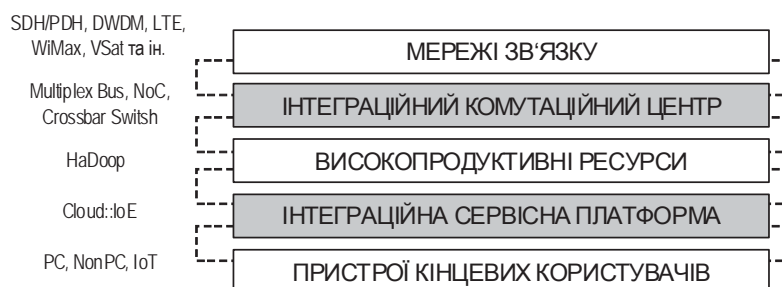 SDH/PDH, DWDM, LTE,
WiMax, VSat та ін.
МЕРЕЖІ ЗВ'ЯЗКУ
Multiplex Bus, NoC,
Crossbar Switsh
ІНТЕГРАЦІЙНИЙ КОМУТАЦІЙНИЙ ЦЕНТР
HaDoop
ВИСОКОПРОДУКТИВНІ РЕСУРСИ
Cloud::IoE
ІНТЕГРАЦІЙНА СЕРВІСНА ПЛАТФОРМА
PC, NonPC, IoT
ПРИСТРОЇ КІНЦЕВИХ КОРИСТУВАЧІВ